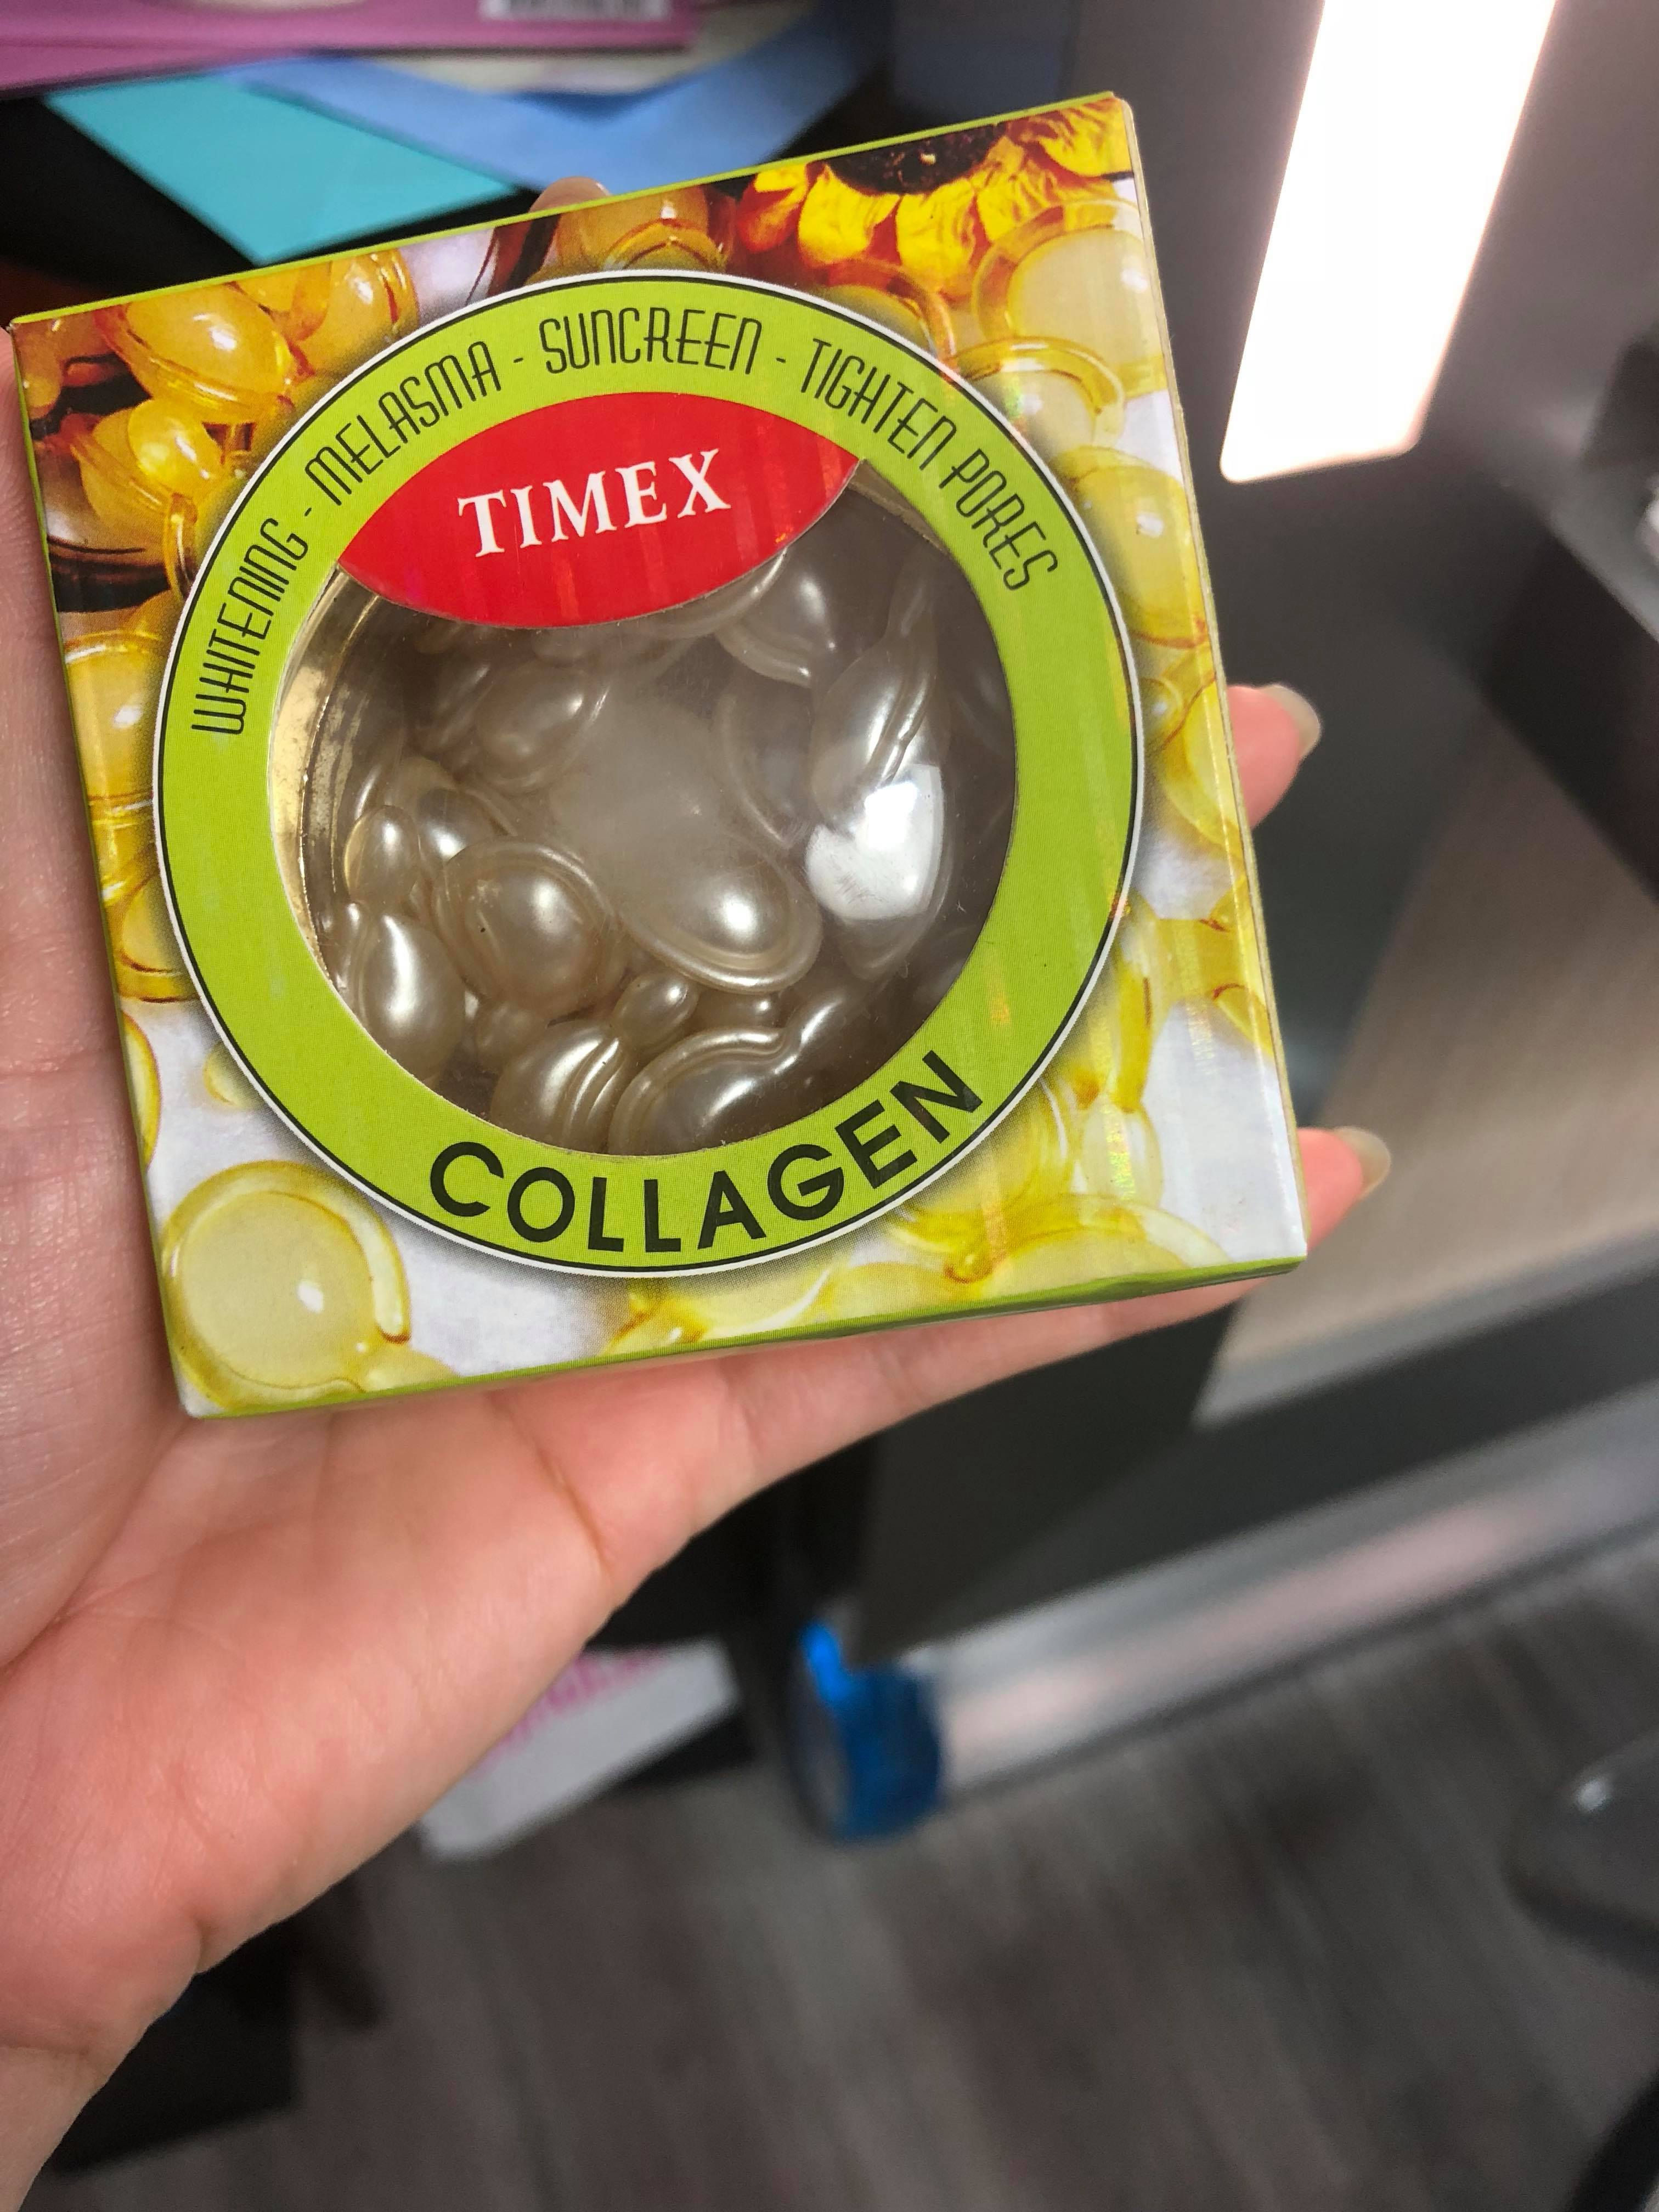 WHITENING - MELASMA - SUNCREEN - TIGHTEN PORES
TIMEX
COLLAGEN